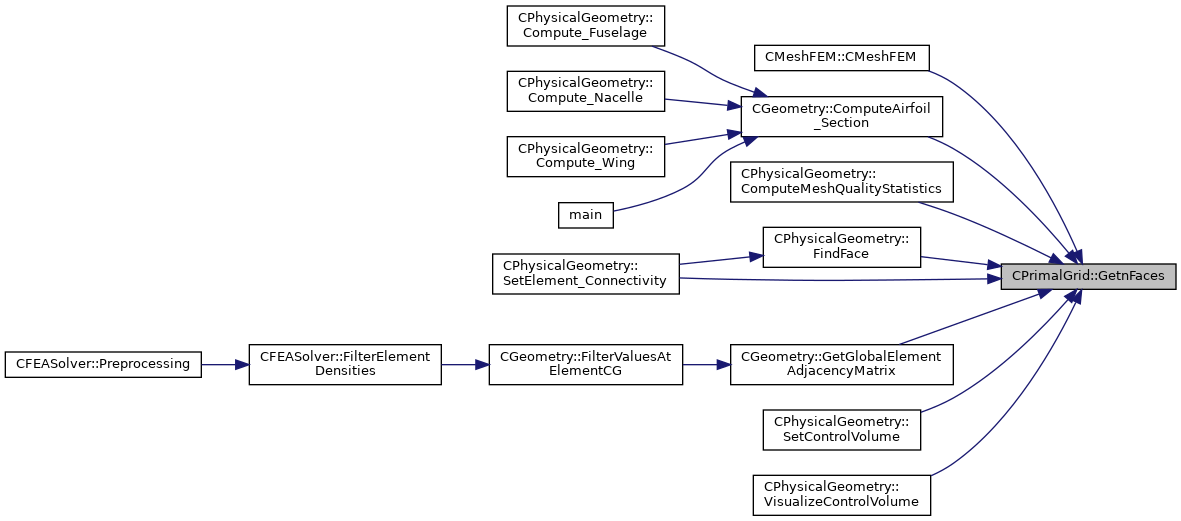 CPhysicalGeometry::
Compute_Fuselage
CMeshFEM::CMeshFEM
CPhysicalGeometry::
Compute_Nacelle
CGeometry::ComputeAirfoil
_Section
CPhysicalGeometry::
Compute_Wing
CPhysicalGeometry::
ComputeMeshQualityStatistics
main
CPhysicalGeometry::
FindFace
CPhysicalGeometry::
SetElement_Connectivity
CPrimalGrid::GetnFaces
CFEASolver::Preprocessing
CFEASolver::FilterElement
Densities
CGeometry::FilterValuesAt
ElementCG
CGeometry::GetGlobalElement
AdjacencyMatrix
CPhysicalGeometry::
SetControlVolume
CPhysicalGeometry::
VisualizeControlVolume